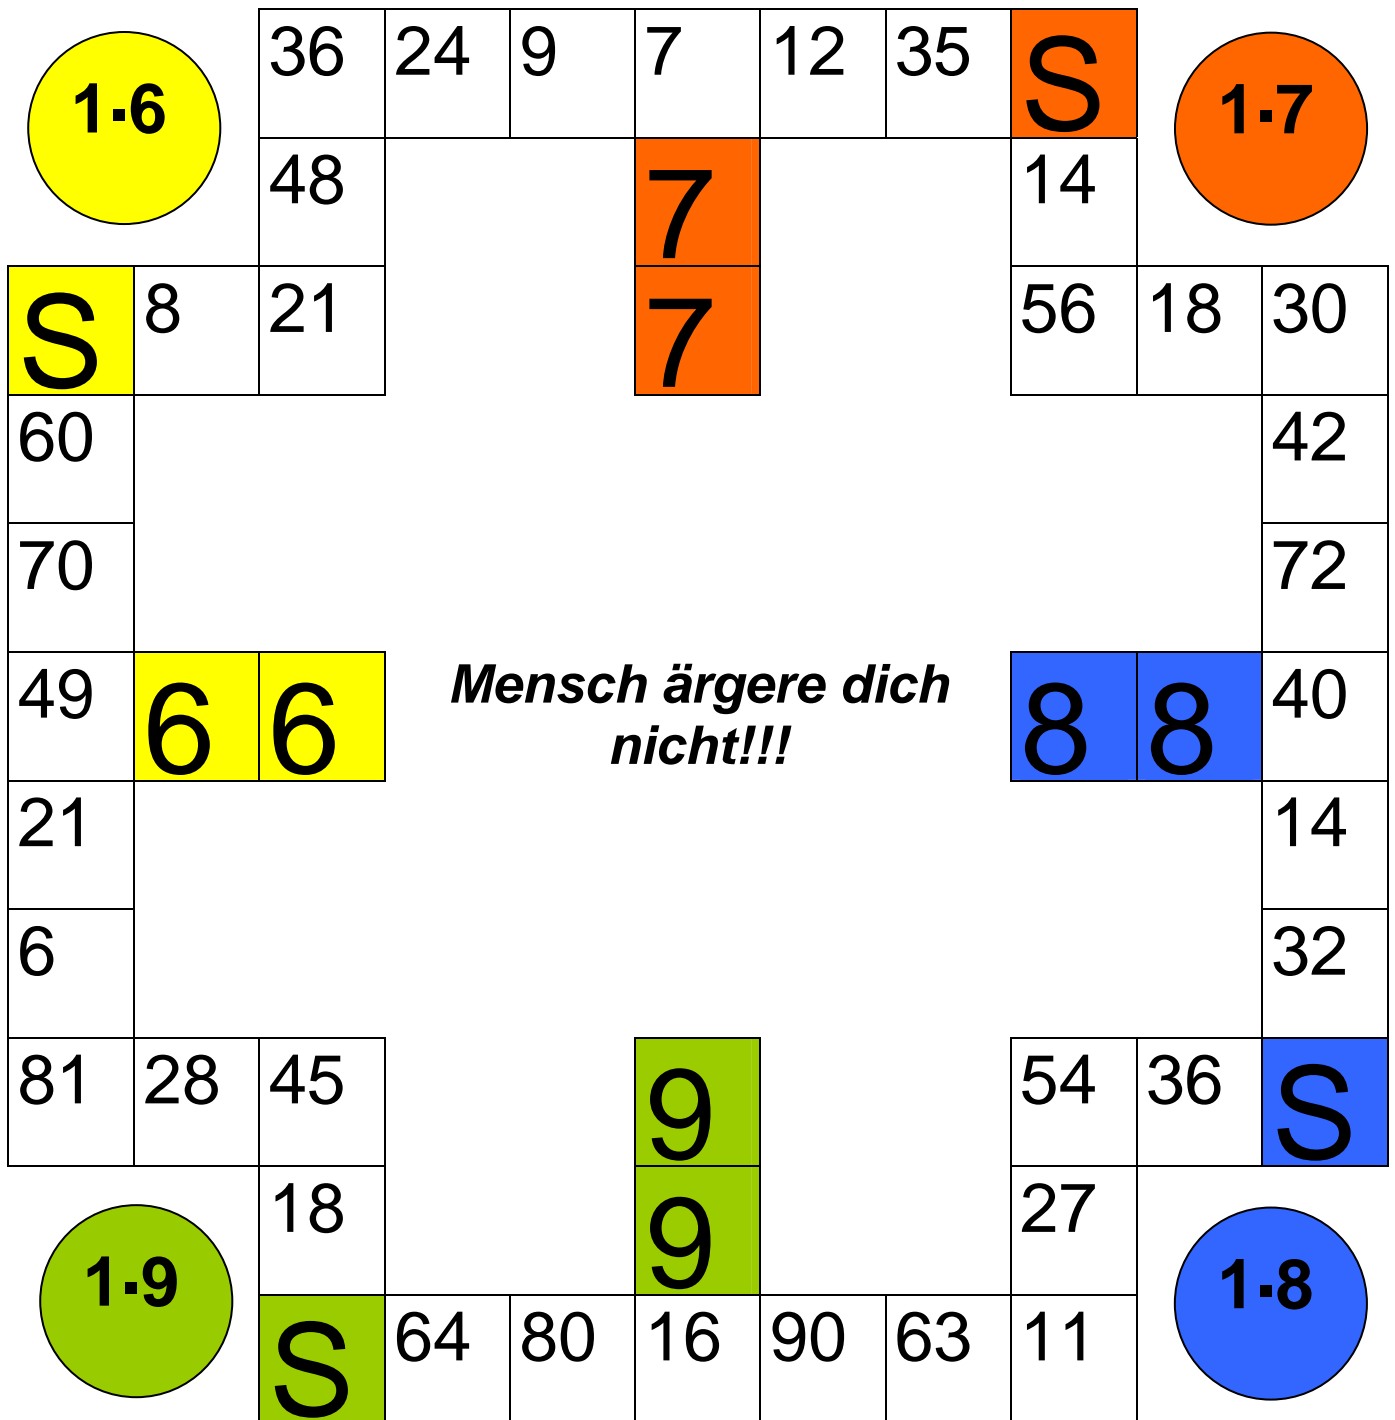 36 24 9 7 12 35 S
1·6 1·7
48 7 14
S 8 21 7 56 18 30
60 42
70 72
49 6 6 8 8 40
Mensch ärgere dich
nicht!!!
21 14
6 32
81 28 45 9 54 36 S
18 9 27
1·9 1·8
S 64 80 16 90 63 11